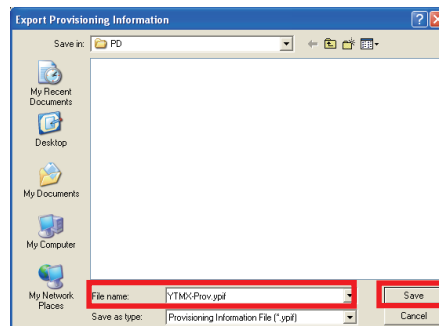 Export Provisioning Information
Save in:
PD
My Recent
Documents
Desktop
My Documents
My Computer
My Network
Places
File name:
YTMX-Prov.ypif
Save
Save as type:
Provisioning Information File (*.ypif)
Cancel